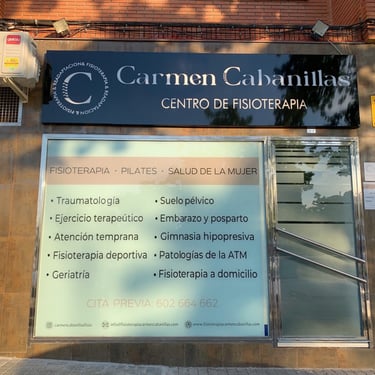 Carmen Cabanillas
CENTRO DE FISIOTERAPIA
C
FISIOTERAPIA · PILATES · SALUD DE LA MUJER
• Traumatología
• Ejercicio terapéutico
• Atención temprana
• Fisioterapia deportiva
• Geriatría
• Suelo pélvico
• Embarazo y posparto
• Gimnasia hipopresiva
• Patologías de la ATM
• Fisioterapia a domicilio
CITA PREVIA 602 664 662